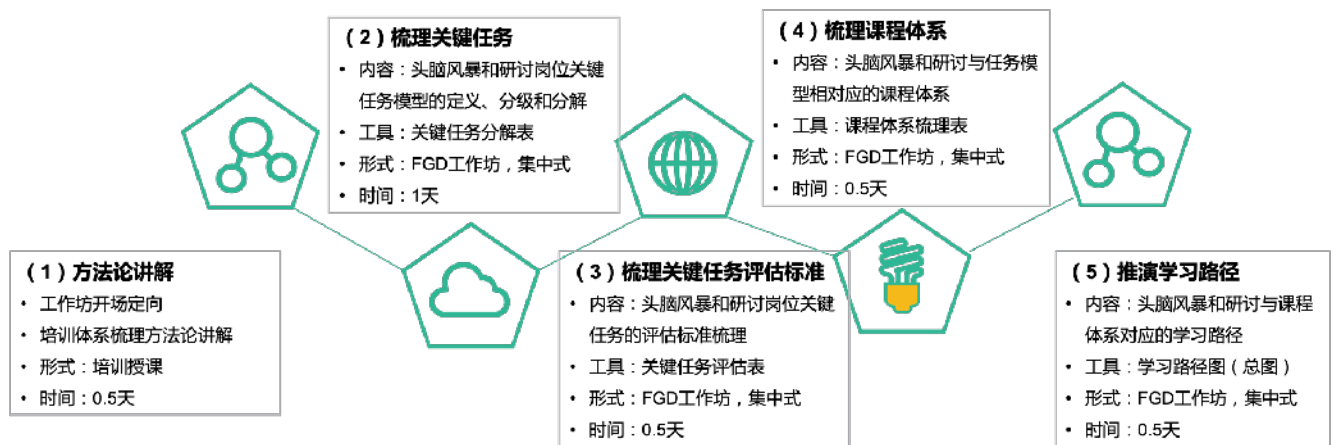 （1）方法论讲解
• 工作坊开场定向
• 培训体系梳理方法论讲解
• 形式：培训授课
• 时间：0.5天
（2）梳理关键任务
• 内容：头脑风暴和研讨岗位关键
任务模型的定义、分级和分解
• 工具：关键任务分解表
• 形式：FGD工作坊，集中式
• 时间：1天
（3）梳理关键任务评估标准
• 内容：头脑风暴和研讨岗位关键
任务的评估标准梳理
• 工具：关键任务评估表
• 形式：FGD工作坊，集中式
• 时间：0.5天
（4）梳理课程体系
• 内容：头脑风暴和研讨与任务模
型相对应的课程体系
• 工具：课程体系梳理表
• 形式：FGD工作坊，集中式
• 时间：0.5天
（5）推演学习路径
• 内容：头脑风暴和研讨与课程
体系对应的学习路径
• 工具：学习路径图（总图）
• 形式：FGD工作坊，集中式
• 时间：0.5天